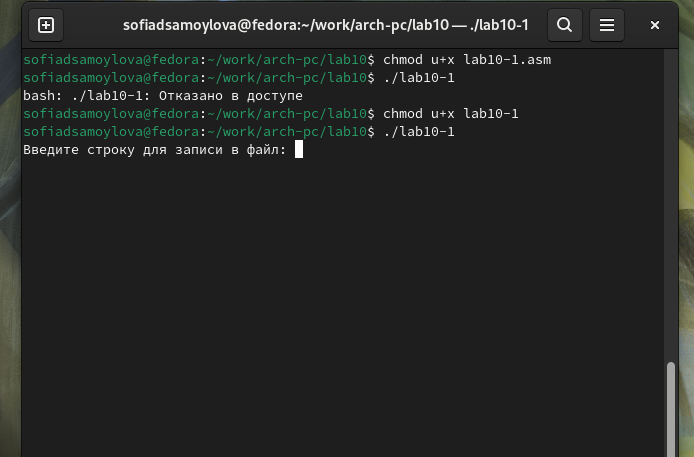 sofiadsamoylova@fedora:~/work/arch-pc/lab10 — ./lab10-1
sofiadsamoylova@fedora:~/work/arch-pc/lab10$ chmod u+x lab10-1.asm
sofiadsamoylova@fedora:~/work/arch-pc/lab10$ ./lab10-1
bash: ./lab10-1: Отказано в доступе
sofiadsamoylova@fedora:~/work/arch-pc/lab10$ chmod u+x lab10-1
sofiadsamoylova@fedora:~/work/arch-pc/lab10$ ./lab10-1
Введите строку для записи в файл: